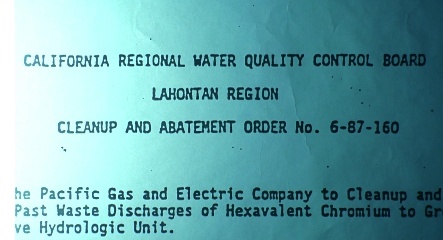 CALIFORNIA REGIONAL WATER QUALITY CONTROL BOARD
LAHONTAN REGION
CLEANUP AND ABATEMENT ORDER No. 6-87-160
he Pacific Gas and Electric Company to Cleanup and
Past Waste Discharges of Hexavalent Chromium to Gr
ve Hydrologic Unit.